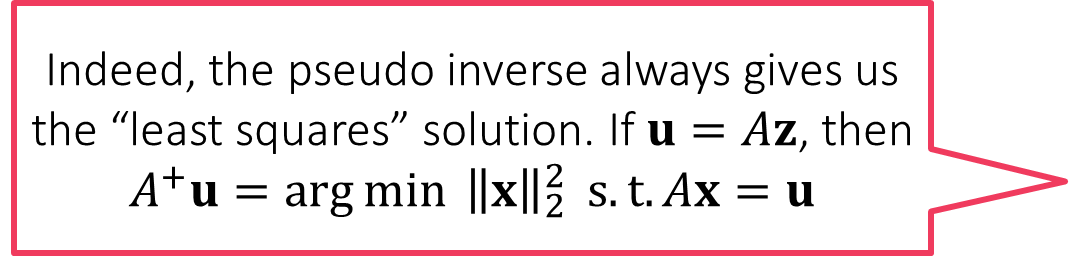 Indeed, the pseudo inverse always gives us
the “least squares” solution. If 𝐮 = 𝐴𝐳, then
𝐴⁺𝐮 = arg min ‖𝐱‖₂² s. t. 𝐴𝐱 = 𝐮